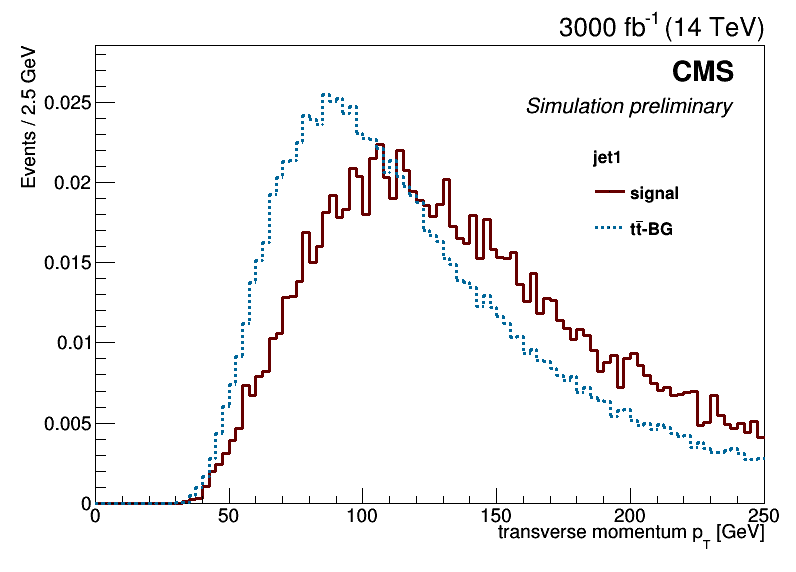 3000 fb⁻¹ (14 TeV)
CMS
Simulation preliminary
jet1
signal
tt̄-BG
Events / 2.5 GeV
0.025
0.02
0.015
0.01
0.005
0
0 50 100 150 200 250
transverse momentum p_T [GeV]